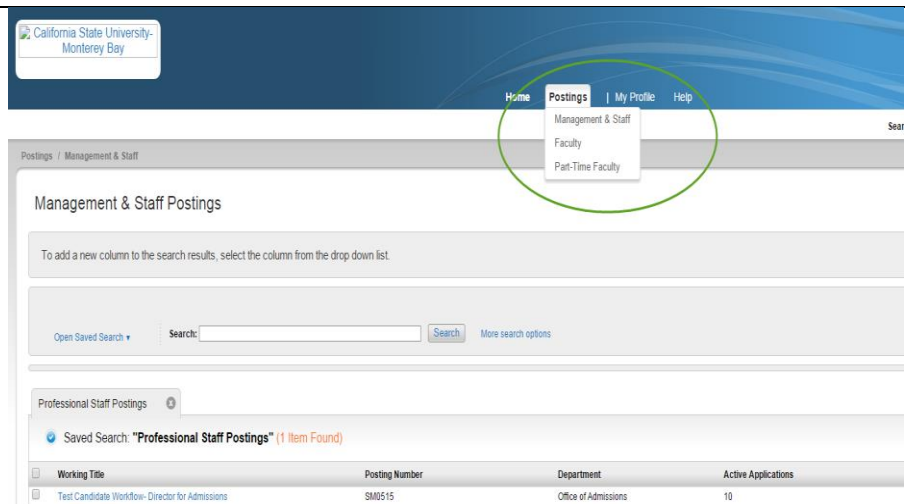 California State University-
Monterey Bay
Home Postings | My Profile Help
Management & Staff
Faculty
Part-Time Faculty
Postings / Management & Staff
Management & Staff Postings
To add a new column to the search results, select the column from the drop down list.
Open Saved Search ▾ Search: Search More search options
Professional Staff Postings
Saved Search: "Professional Staff Postings" (1 Item Found)
Working Title Posting Number Department Active Applications
Test Candidate Workflow- Director for Admissions SM0515 Office of Admissions 10